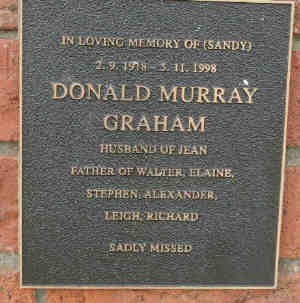 IN LOVING MEMORY OF (SANDY)
2. 9. 1918 - 5. 11. 1998
DONALD MURRAY
GRAHAM
HUSBAND OF JEAN
FATHER OF WALTER, ELAINE,
STEPHEN, ALEXANDER,
LEIGH, RICHARD
SADLY MISSED